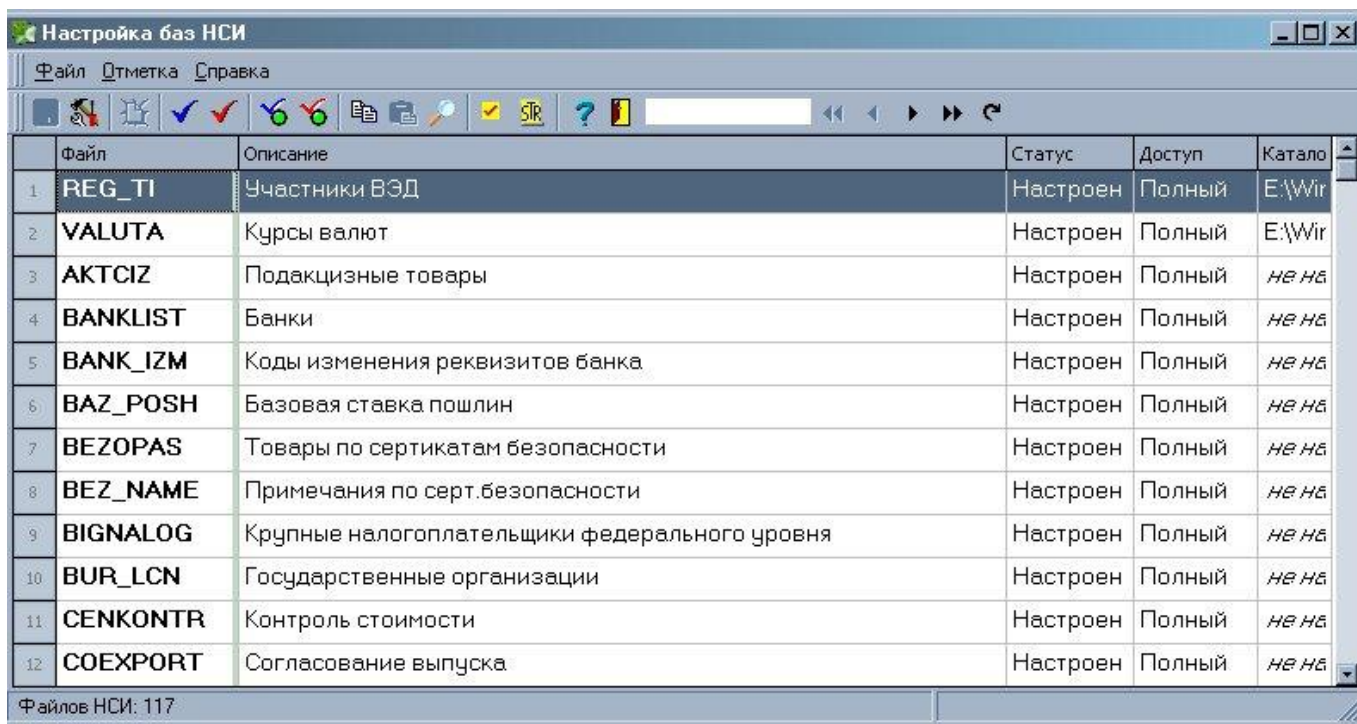 Настройка баз НСИ
Файл Отметка Справка
STR ?
Файл Описание Статус Доступ Катало
1 REG_TI Участники ВЭД Настроен Полный E:\Wir
2 VALUTA Курсы валют Настроен Полный E:\Wir
3 AKTCIZ Подакцизные товары Настроен Полный не на
4 BANKLIST Банки Настроен Полный не на
5 BANK_IZM Коды изменения реквизитов банка Настроен Полный не на
6 BAZ_POSH Базовая ставка пошлин Настроен Полный не на
7 BEZOPAS Товары по сертикатам безопасности Настроен Полный не на
8 BEZ_NAME Примечания по серт.безопасности Настроен Полный не на
9 BIGNALOG Крупные налогоплательщики федерального уровня Настроен Полный не на
10 BUR_LCN Государственные организации Настроен Полный не на
11 CENKONTR Контроль стоимости Настроен Полный не на
12 COEXPORT Согласование выпуска Настроен Полный не на
Файлов НСИ: 117